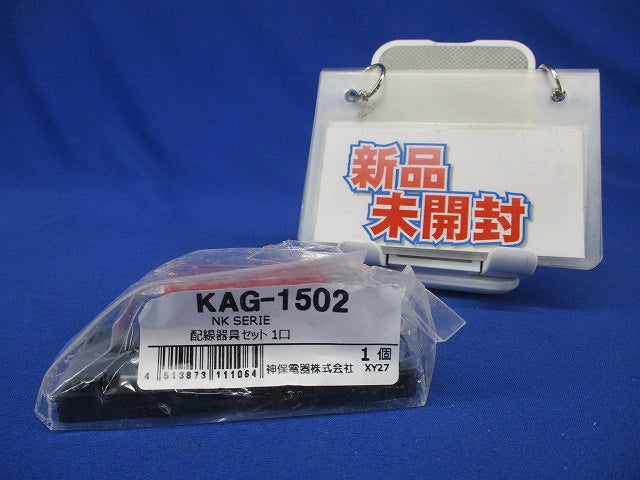 新品
未開封
KAG-1502
NK SERIE
配線器具セット 1口
1個
4 513873 111064
神保電器株式会社
XY27